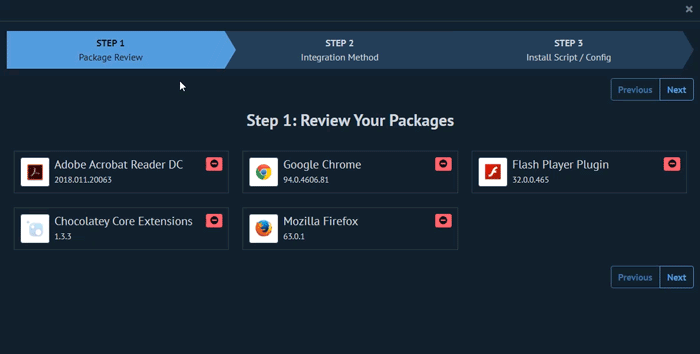 STEP 1
Package Review
STEP 2
Integration Method
STEP 3
Install Script / Config
Previous
Next
Step 1: Review Your Packages
Adobe Acrobat Reader DC
2018.011.20063
Google Chrome
94.0.4606.81
Flash Player Plugin
32.0.0.465
Chocolatey Core Extensions
1.3.3
Mozilla Firefox
63.0.1
Previous
Next